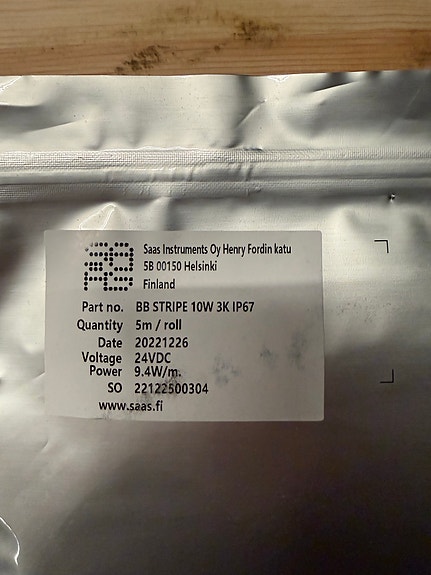 SAAS
Saas Instruments Oy Henry Fordin katu
5B 00150 Helsinki
Finland
Part no. BB STRIPE 10W 3K IP67
Quantity 5m / roll
Date 20221226
Voltage 24VDC
Power 9.4W/m.
SO 22122500304
www.saas.fi